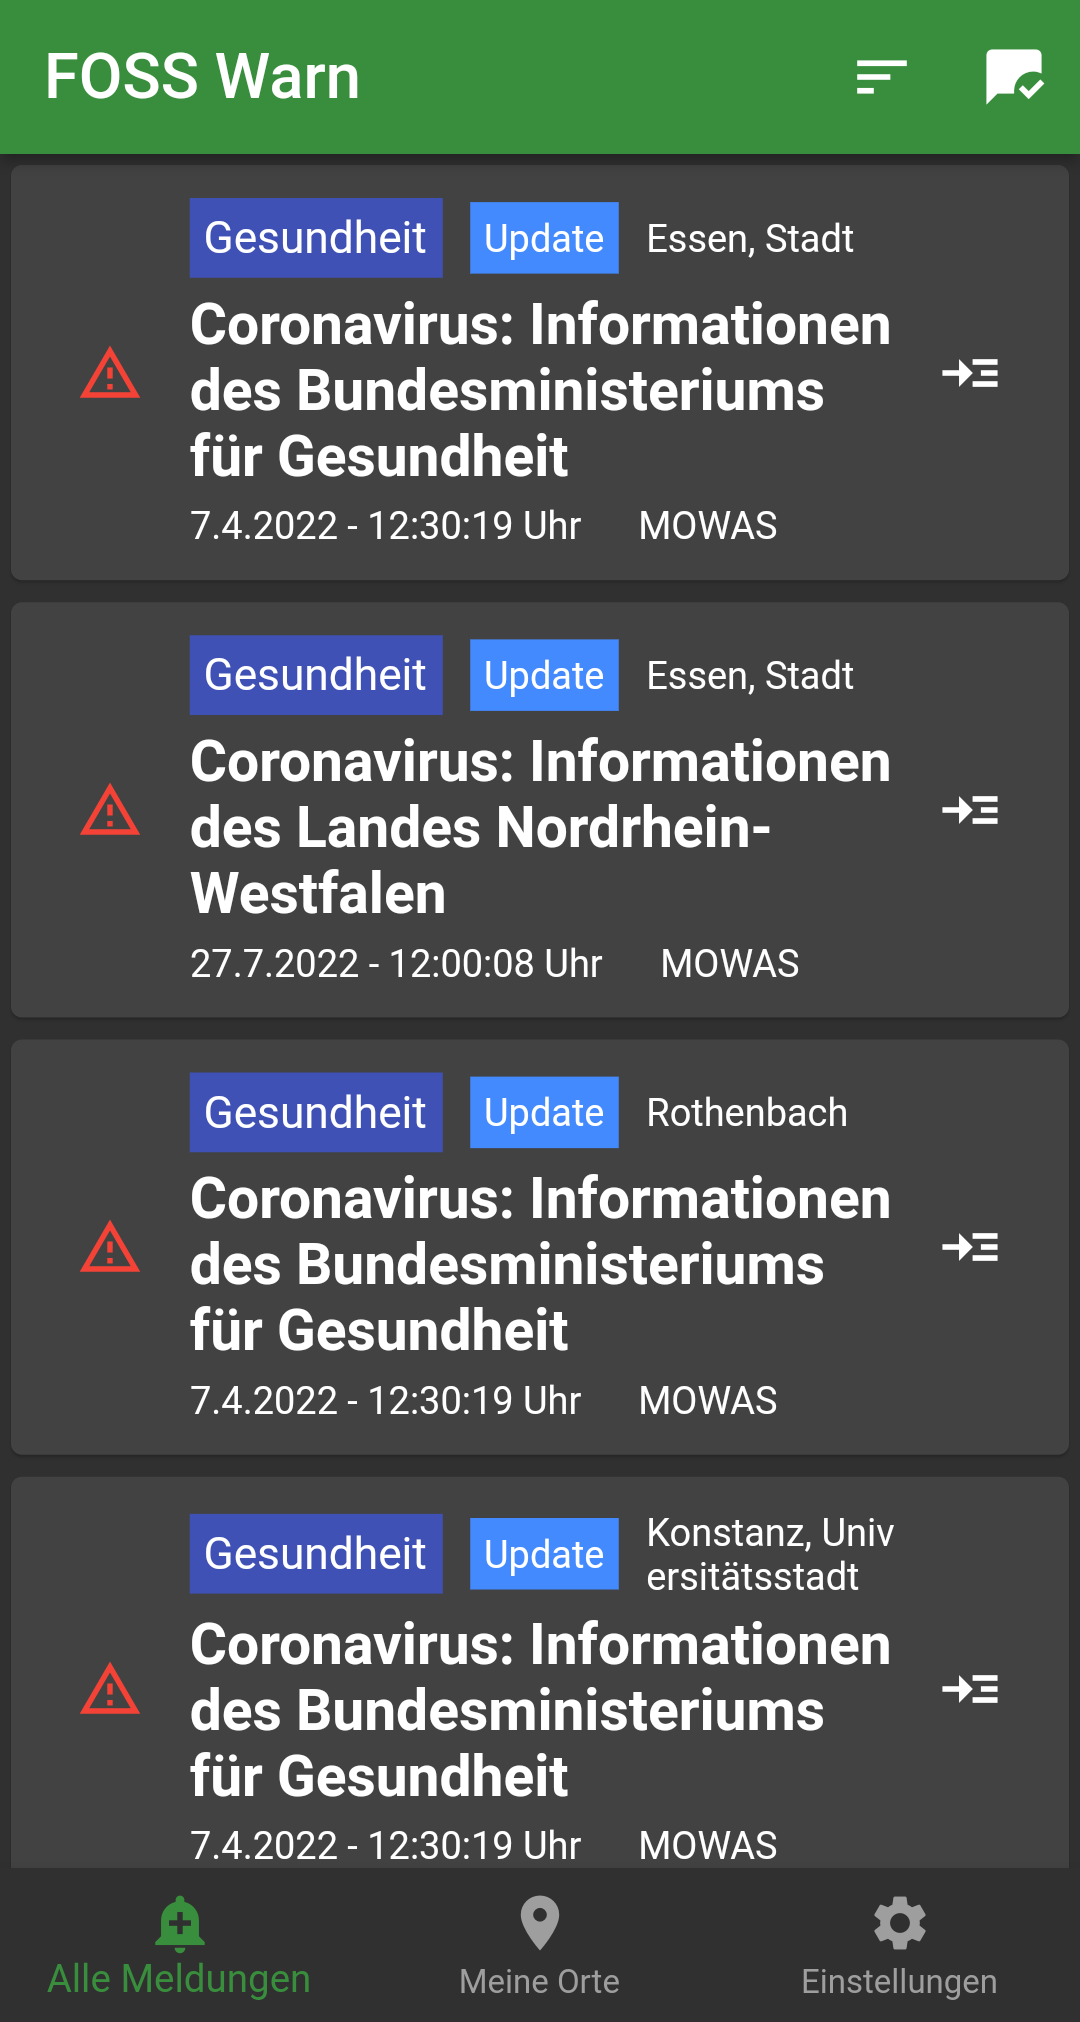 FOSS Warn
Gesundheit Update Essen, Stadt
Coronavirus: Informationen
des Bundesministeriums
für Gesundheit
7.4.2022 - 12:30:19 Uhr MOWAS
Gesundheit Update Essen, Stadt
Coronavirus: Informationen
des Landes Nordrhein-
Westfalen
27.7.2022 - 12:00:08 Uhr MOWAS
Gesundheit Update Rothenbach
Coronavirus: Informationen
des Bundesministeriums
für Gesundheit
7.4.2022 - 12:30:19 Uhr MOWAS
Gesundheit Update Konstanz, Univ
ersitätsstadt
Coronavirus: Informationen
des Bundesministeriums
für Gesundheit
7.4.2022 - 12:30:19 Uhr MOWAS
Alle Meldungen Meine Orte Einstellungen